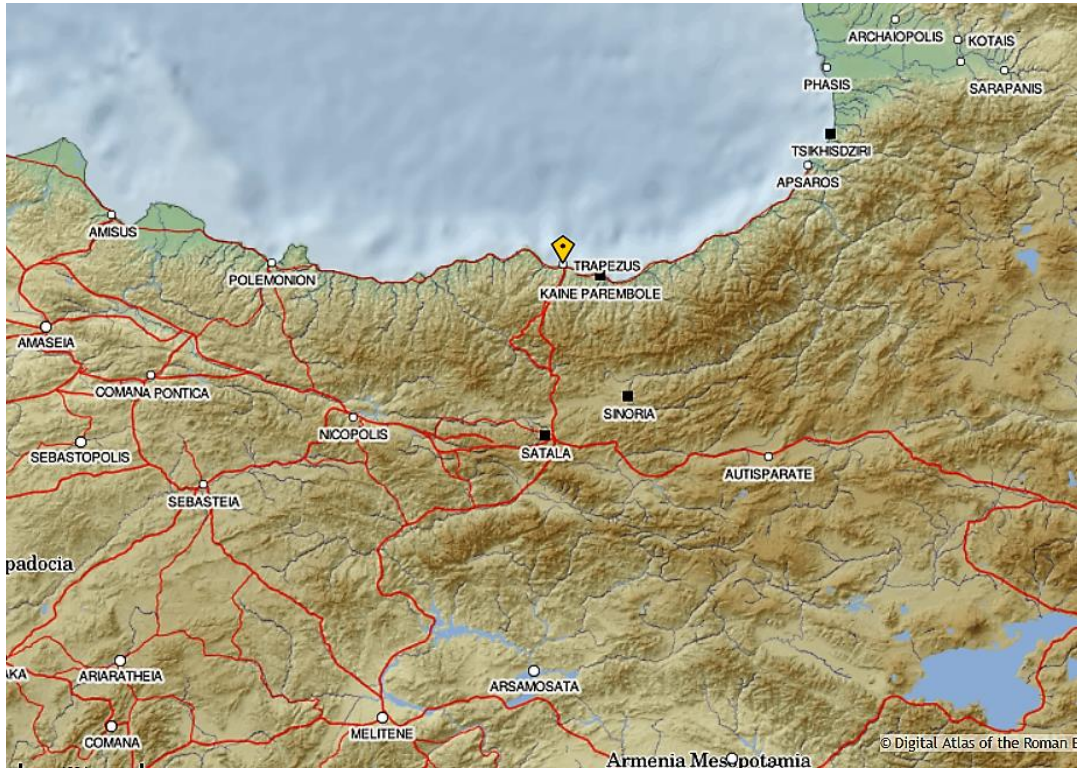 ARCHAIOPOLIS
KOTAIS
PHASIS
SARAPANIS
TSIKHISDZIRI
APSAROS
AMISUS
TRAPEZUS
POLEMONION
KAINE PAREMBOLE
AMASEIA
COMANA PONTICA
SINORIA
NICOPOLIS
SATALA
SEBASTOPOLIS
AUTISPARATE
SEBASTEIA
padocia
AKA
ARIARATHEIA
ARSAMOSATA
MELITENE
COMANA
© Digital Atlas of the Roman E
Armenia Mesopotamia